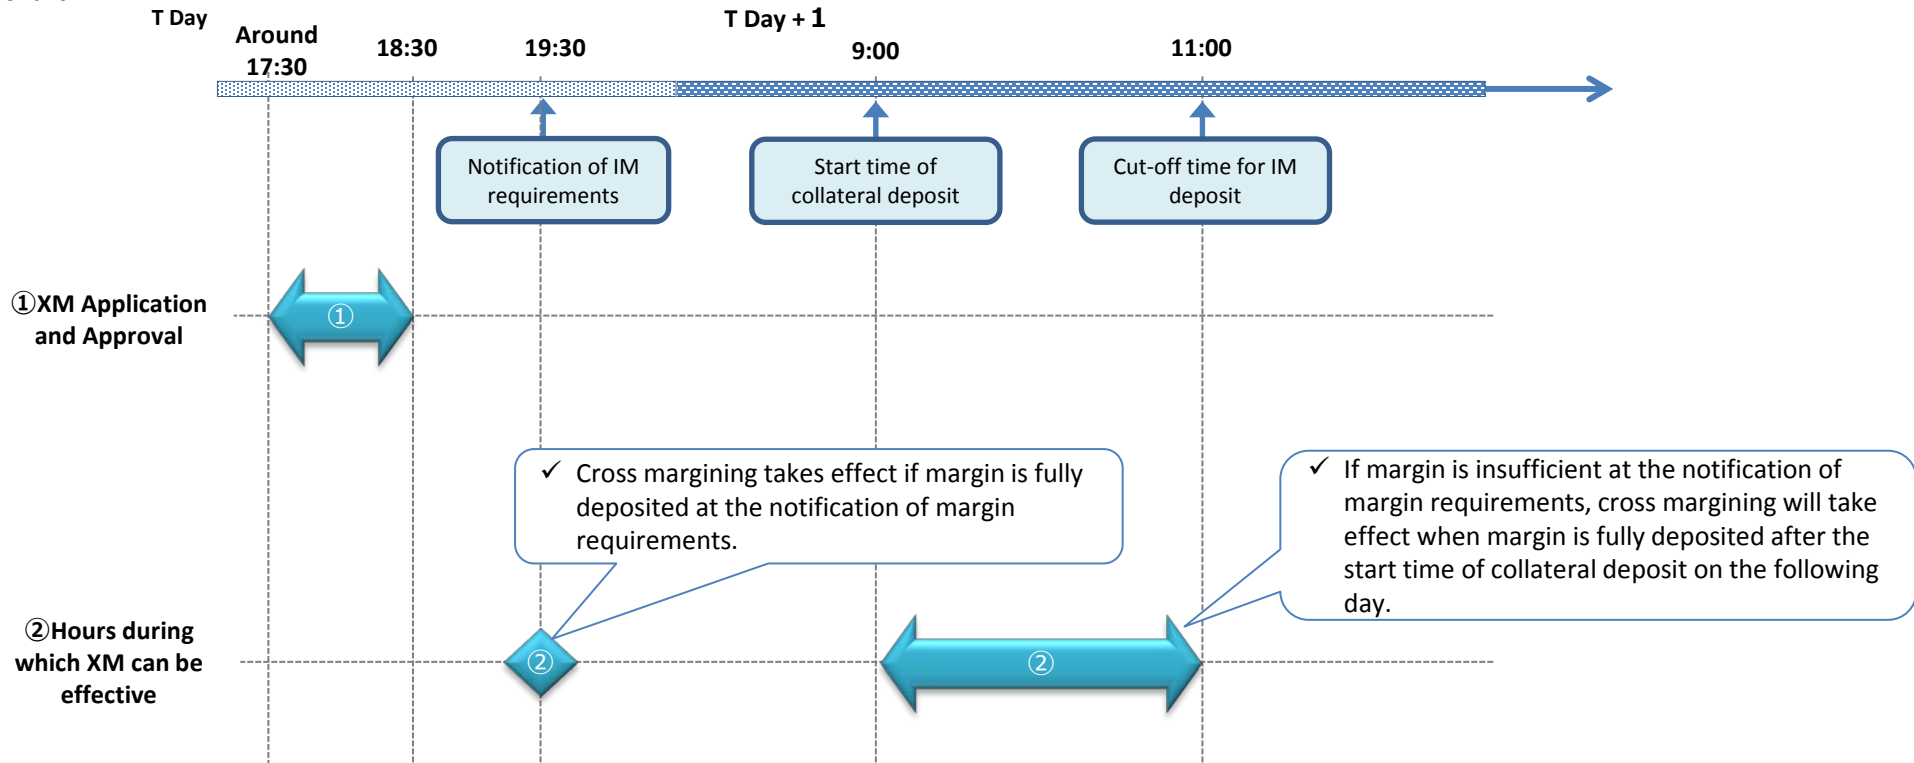 T Day
T Day + 1
Around
17:30
18:30
19:30
9:00
11:00
Notification of IM
requirements
Start time of
collateral deposit
Cut-off time for IM
deposit
①XM Application
and Approval
①
✓ Cross margining takes effect if margin is fully
deposited at the notification of margin
requirements.
✓ If margin is insufficient at the notification of
margin requirements, cross margining will take
effect when margin is fully deposited after the
start time of collateral deposit on the following
day.
②Hours during
which XM can be
effective
②
②